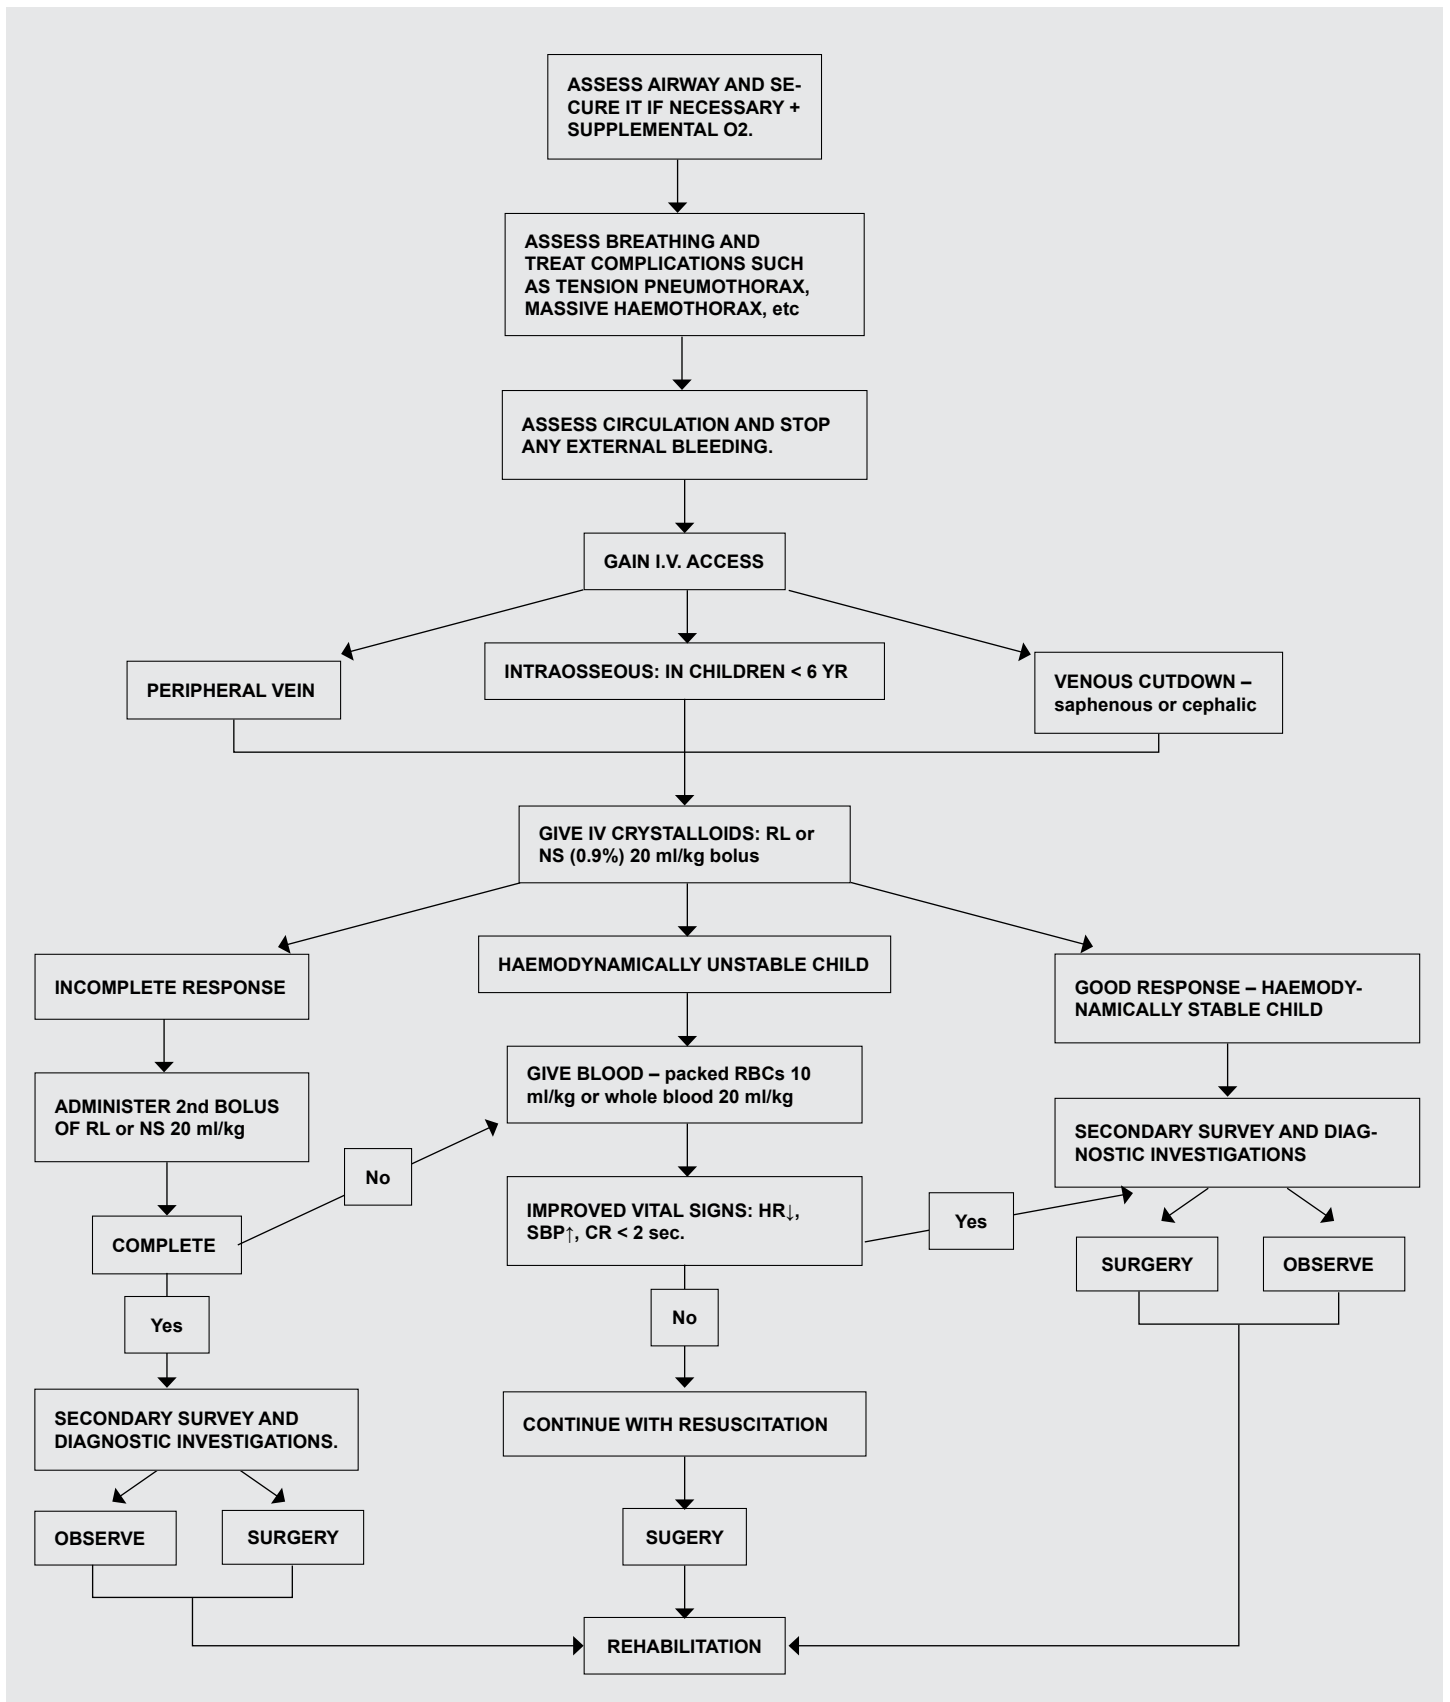 ASSESS AIRWAY AND SE-
CURE IT IF NECESSARY +
SUPPLEMENTAL O2.
ASSESS BREATHING AND
TREAT COMPLICATIONS SUCH
AS TENSION PNEUMOTHORAX,
MASSIVE HAEMOTHORAX, etc
ASSESS CIRCULATION AND STOP
ANY EXTERNAL BLEEDING.
GAIN I.V. ACCESS
PERIPHERAL VEIN
INTRAOSSEOUS: IN CHILDREN < 6 YR
VENOUS CUTDOWN –
saphenous or cephalic
GIVE IV CRYSTALLOIDS: RL or
NS (0.9%) 20 ml/kg bolus
INCOMPLETE RESPONSE
HAEMODYNAMICALLY UNSTABLE CHILD
GOOD RESPONSE – HAEMODY-
NAMICALLY STABLE CHILD
ADMINISTER 2nd BOLUS
OF RL or NS 20 ml/kg
GIVE BLOOD – packed RBCs 10
ml/kg or whole blood 20 ml/kg
SECONDARY SURVEY AND DIAG-
NOSTIC INVESTIGATIONS
No
COMPLETE
IMPROVED VITAL SIGNS: HR↓,
SBP↑, CR < 2 sec.
Yes
SURGERY
OBSERVE
Yes
No
SECONDARY SURVEY AND
DIAGNOSTIC INVESTIGATIONS.
CONTINUE WITH RESUSCITATION
OBSERVE
SURGERY
SUGERY
REHABILITATION